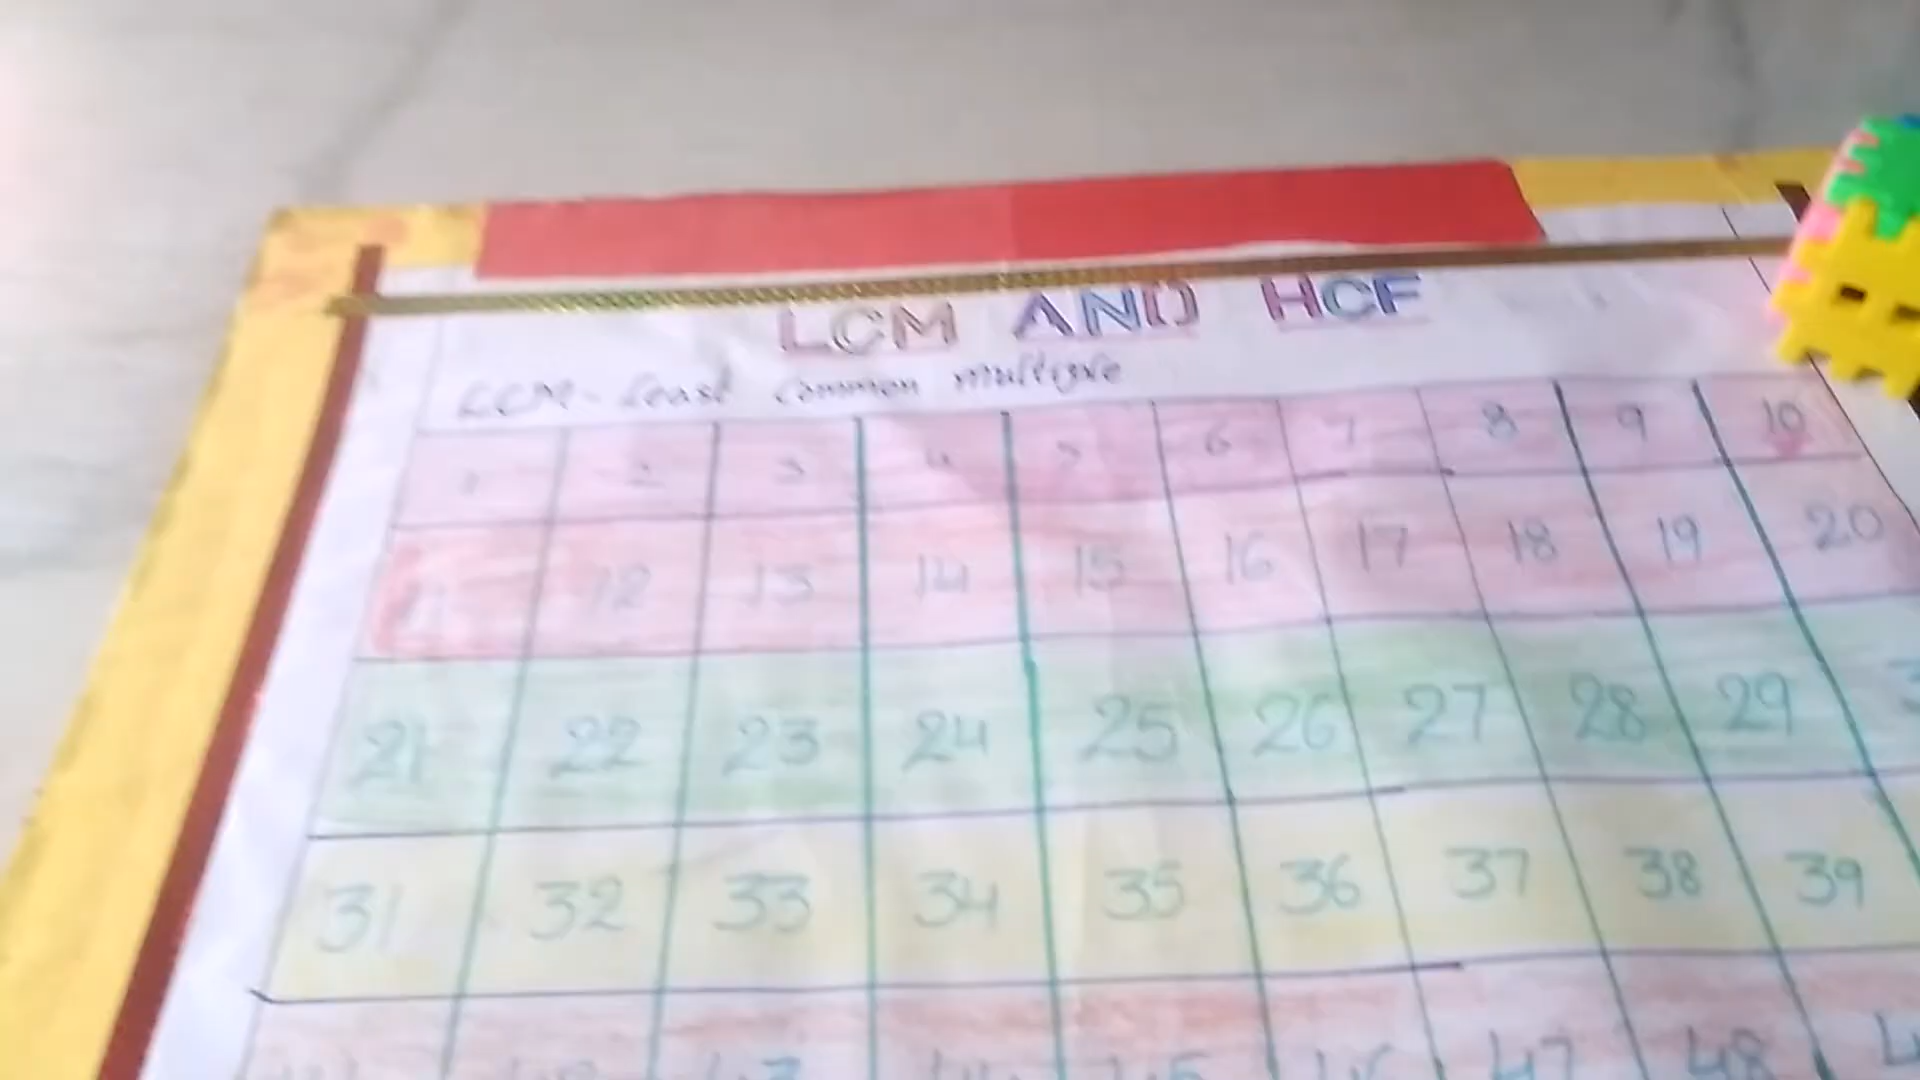 LCM AND HCF
LCM - least common multiple
1 2 3 4 5 6 7 8 9 10
11 12 13 14 15 16 17 18 19 20
21 22 23 24 25 26 27 28 29
31 32 33 34 35 36 37 38 39
47 48